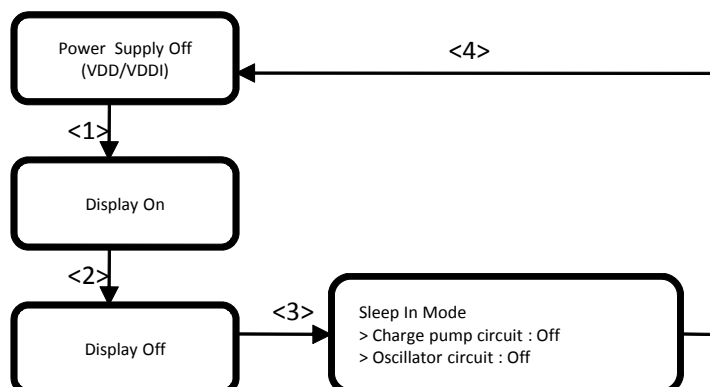 Power  Supply Off
(VDD/VDDI)
<4>
<1>
Display On
<2>
Display Off
<3>
Sleep In Mode
> Charge pump circuit : Off
> Oscillator circuit : Off